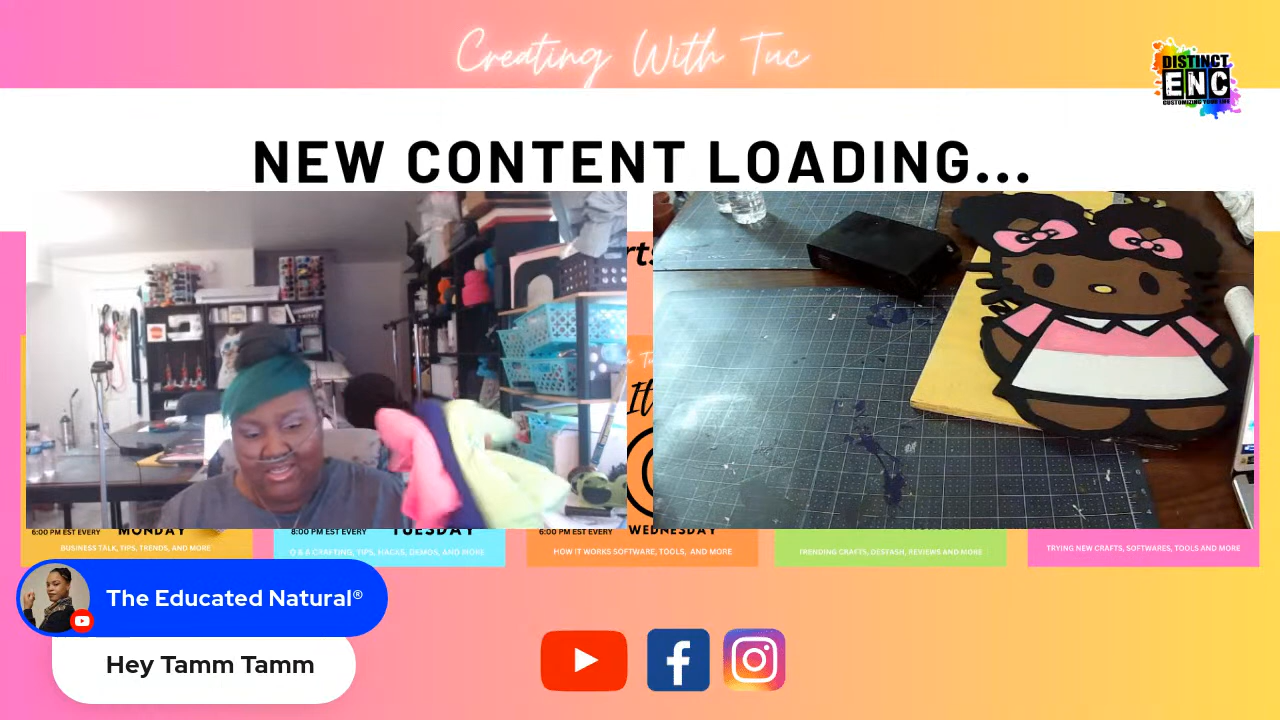 Creating With Tuc
DISTINCT
ENC
CUSTOMIZING YOUR LIFE
NEW CONTENT LOADING...
6:00 PM EST EVERY MONDAY
BUSINESS TALK, TIPS, TRENDS, AND MORE
8:00 PM EST EVERY TUESDAY
Q & A CRAFTING, TIPS, HACKS, DEMOS, AND MORE
6:00 PM EST EVERY WEDNESDAY
HOW IT WORKS SOFTWARE, TOOLS, AND MORE
TRENDING CRAFTS, DESTASH, REVIEWS AND MORE
TRYING NEW CRAFTS, SOFTWARES, TOOLS AND MORE
The Educated Natural®
Hey Tamm Tamm